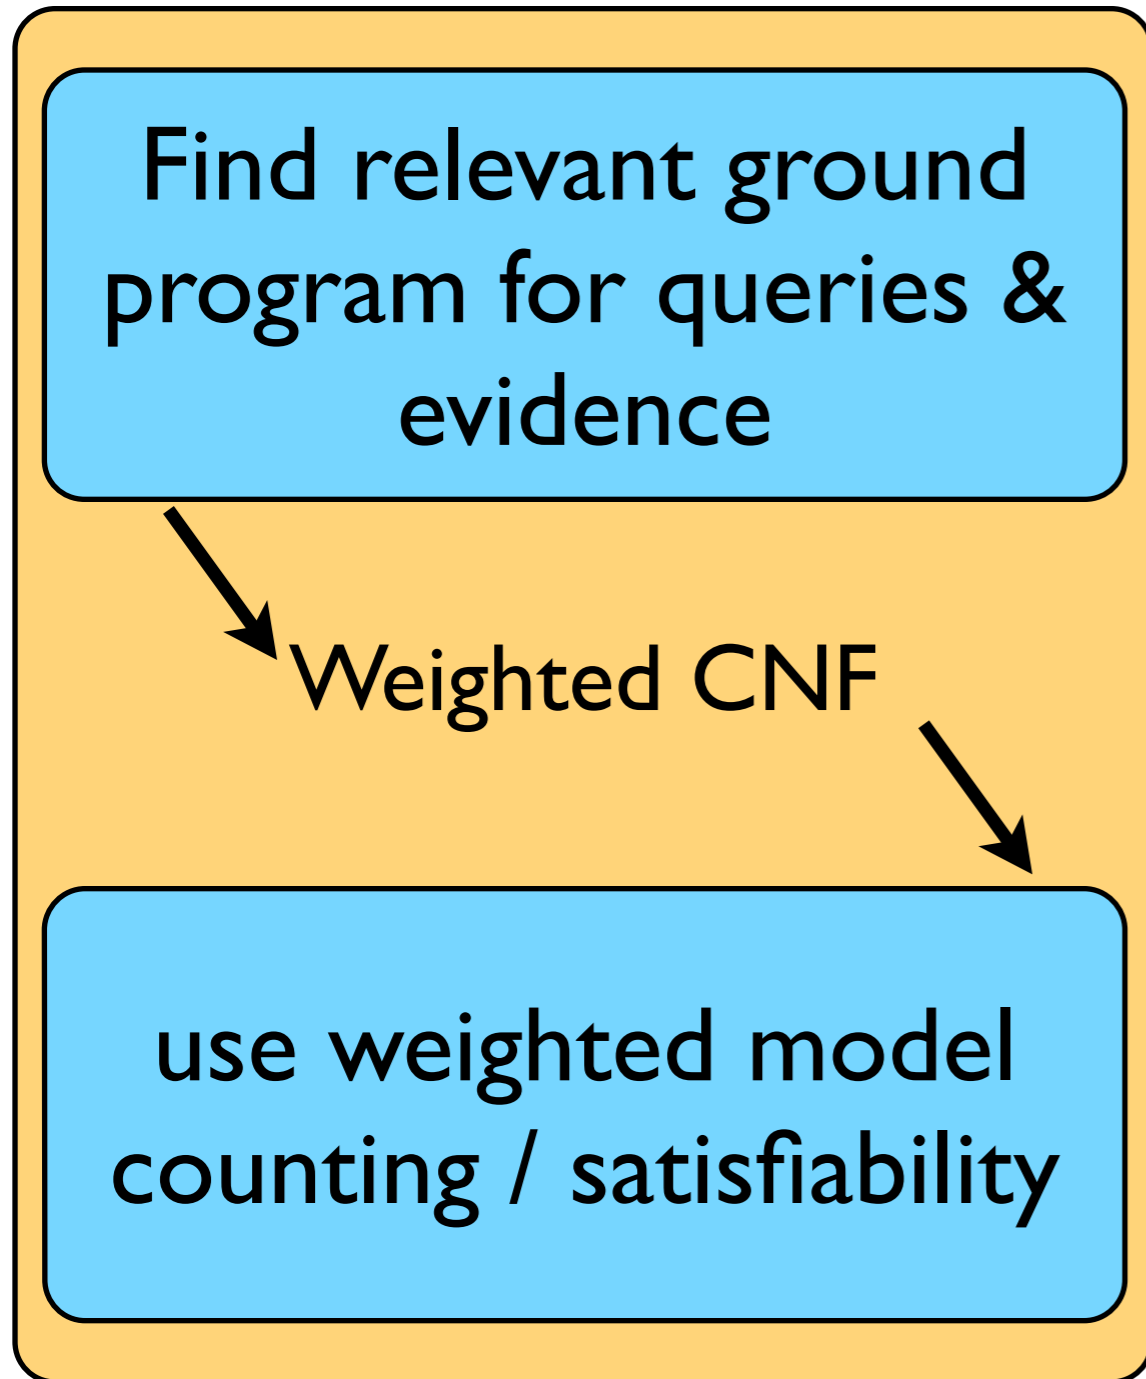 Find relevant ground
program for queries &
evidence
Weighted CNF
use weighted model
counting / satisfiability